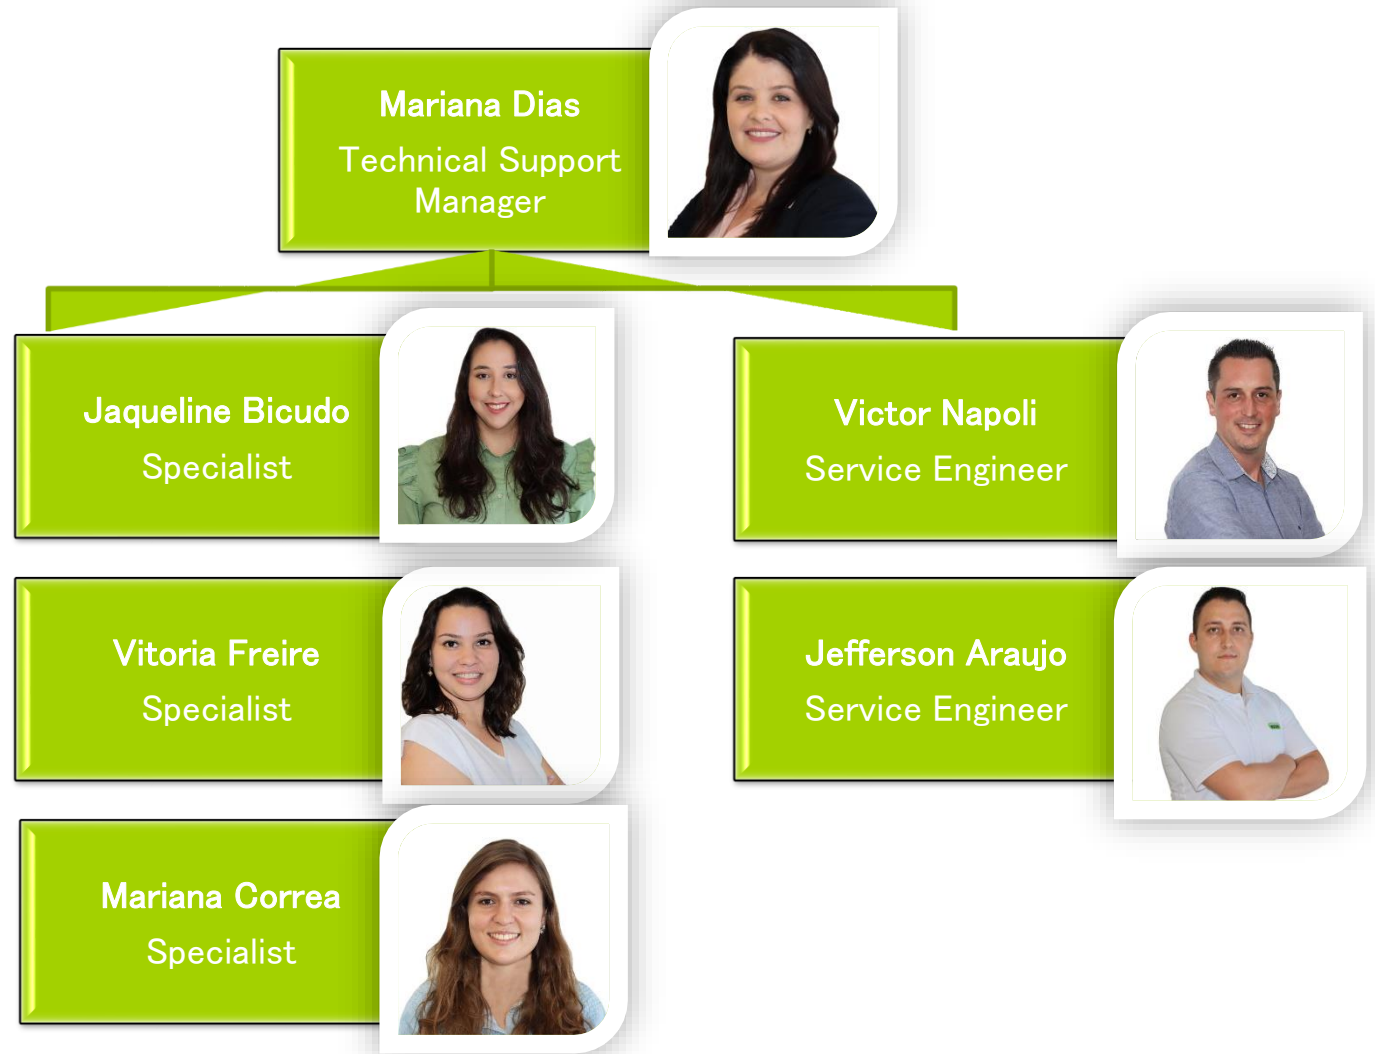 Mariana Dias
Technical Support
Manager
Jaqueline Bicudo
Specialist
Victor Napoli
Service Engineer
Vitoria Freire
Specialist
Jefferson Araujo
Service Engineer
Mariana Correa
Specialist